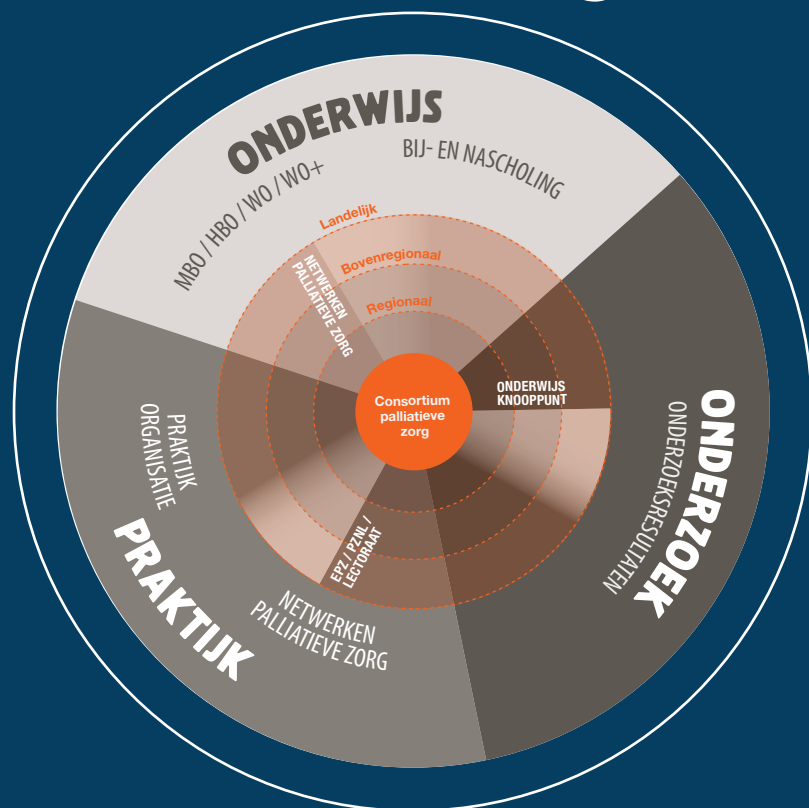 ONDERWIJS
MBO / HBO / WO / WO+
BIJ- EN NASCHOLING
Landelijk
Bovenregionaal
Regionaal
NETWERKEN
PALLIATIEVE ZORG
Consortium
palliatieve
zorg
ONDERWIJS
KNOOPPUNT
ONDERZOEK
ONDERZOEKSRESULTATEN
PRAKTIJK
ORGANISATIE
PRAKTIJK
EPZ / PZNL /
LECTORAAT
NETWERKEN
PALLIATIEVE ZORG